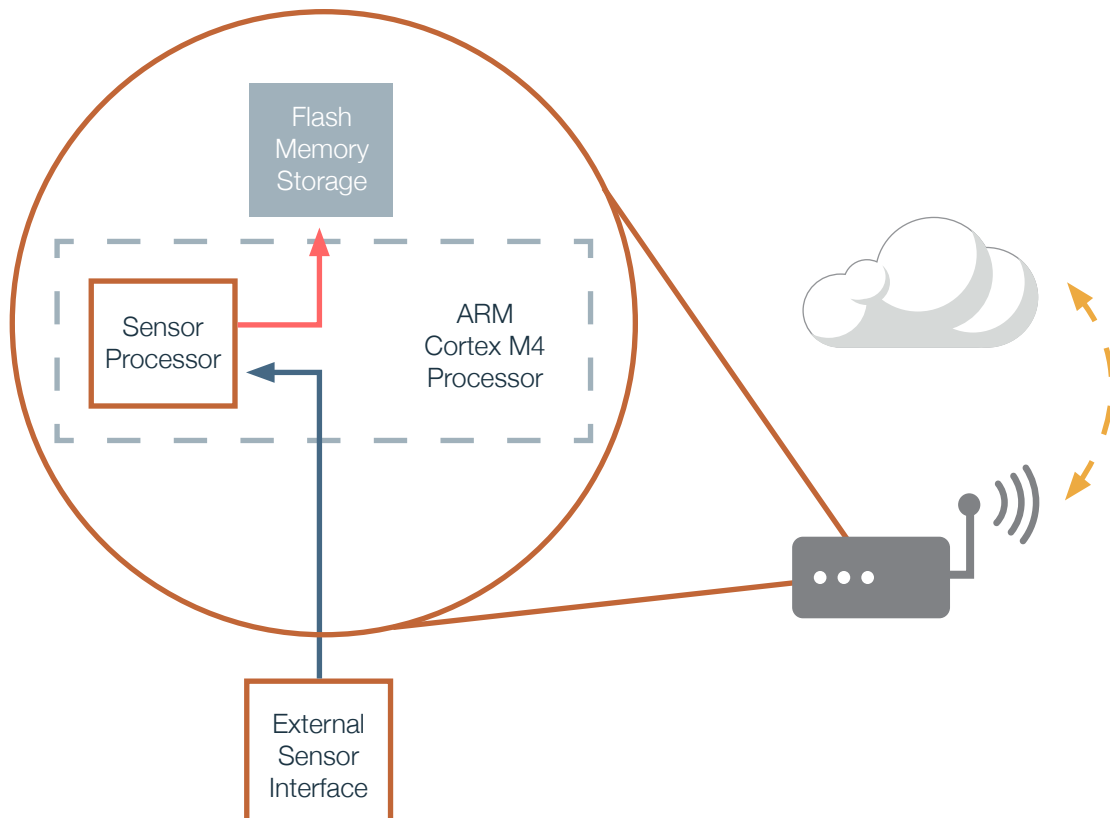 Flash
Memory
Storage
Sensor
Processor
ARM
Cortex M4
Processor
External
Sensor
Interface